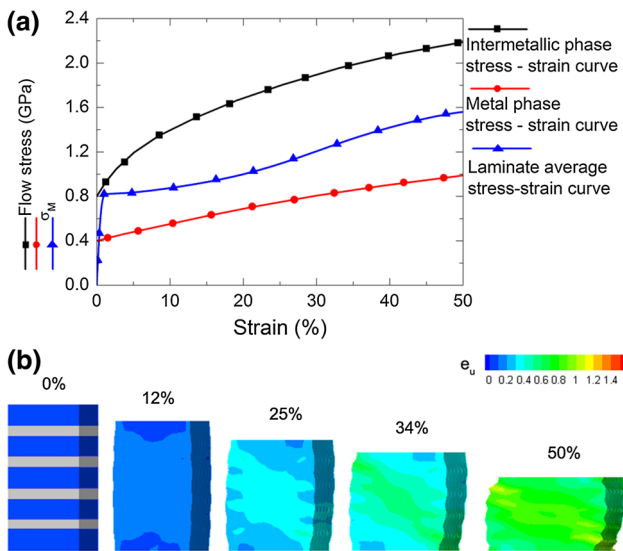 (a)
Flow stress (GPa)
σM
2.4
2.0
1.6
1.2
0.8
0.4
0.0
0
10
20
30
40
50
Strain (%)
Intermetallic phase
stress - strain curve
Metal phase
stress - strain curve
Laminate average
stress-strain curve
(b)
eu
0 0.2 0.4 0.6 0.8 1 1.2 1.4
0%
12%
25%
34%
50%